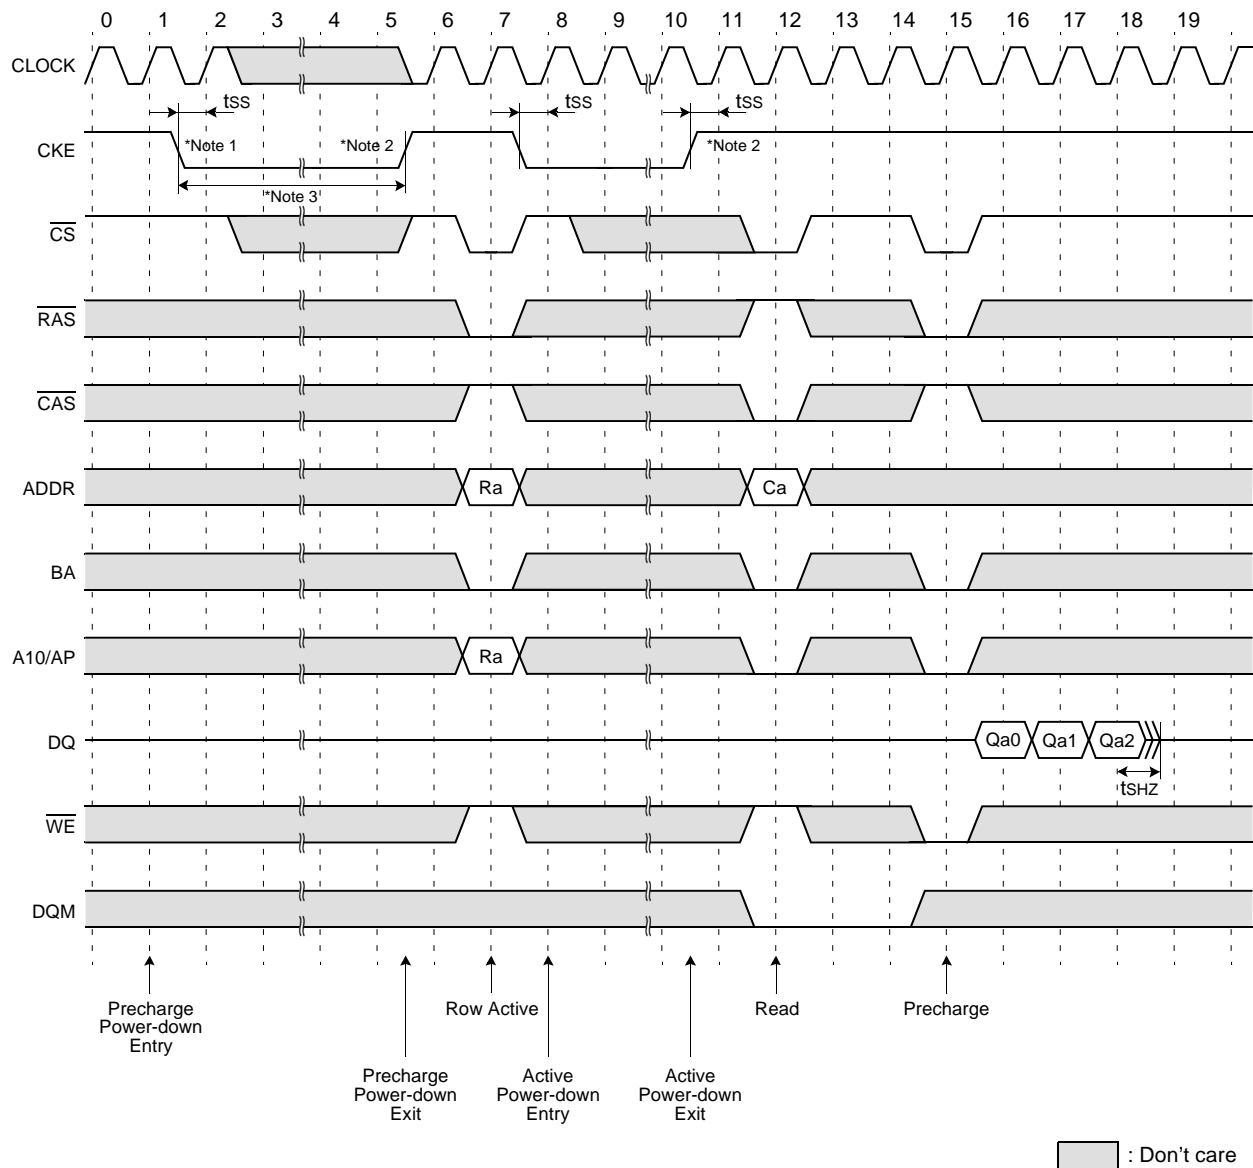 0 1 2 3 4 5 6 7 8 9 10 11 12 13 14 15 16 17 18 19
CLOCK
tSS tSS tSS
CKE *Note 1 *Note 2 *Note 2
*Note 3
CS
RAS
CAS
ADDR Ra Ca
BA
A10/AP Ra
DQ Qa0 Qa1 Qa2
tSHZ
WE
DQM
Precharge
Power-down
Entry
Row Active
Read
Precharge
Precharge
Power-down
Exit
Active
Power-down
Entry
Active
Power-down
Exit
: Don't care